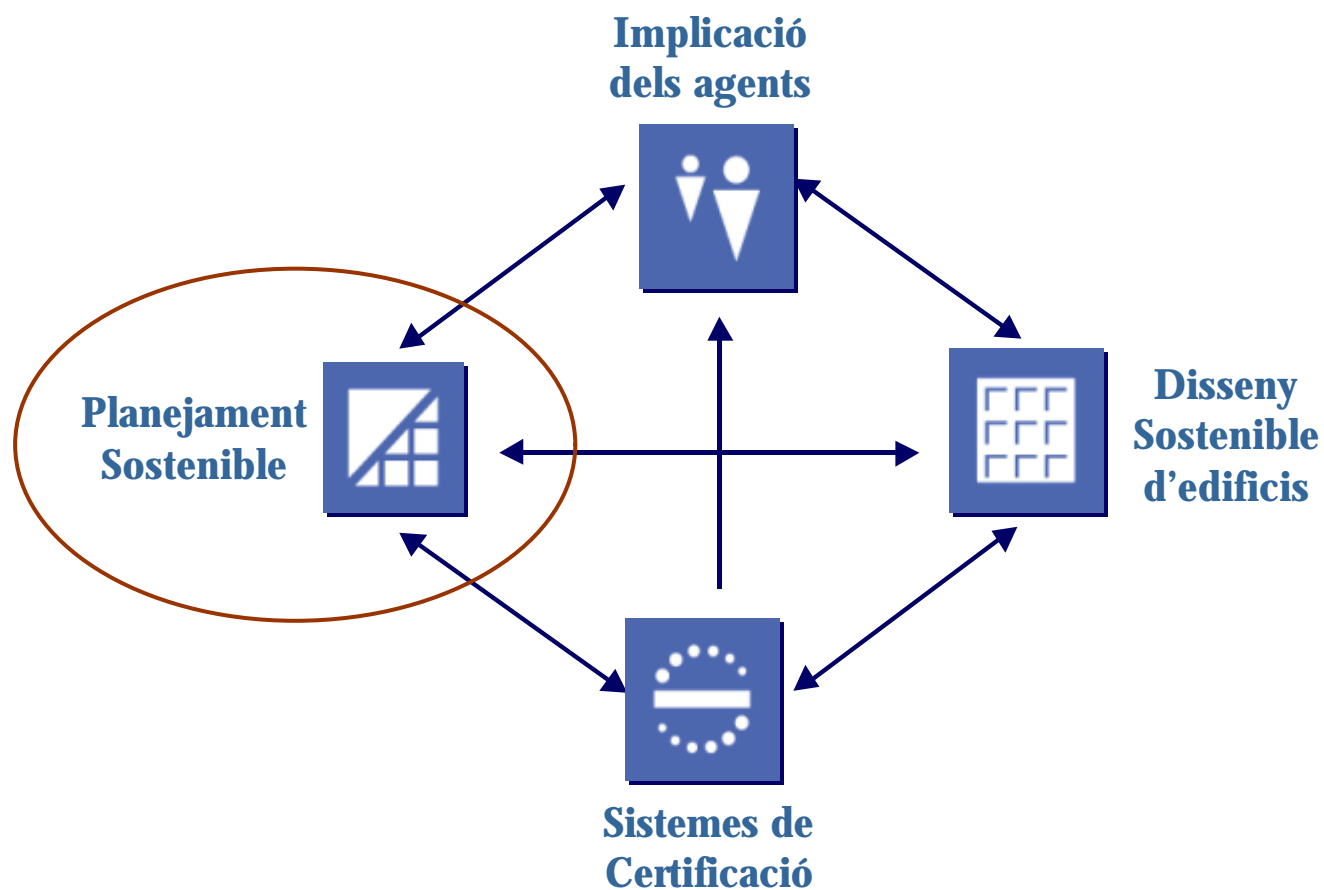 Implicació
dels agents
Planejament
Sostenible
Disseny
Sostenible
d’edificis
Sistemes de
Certificació